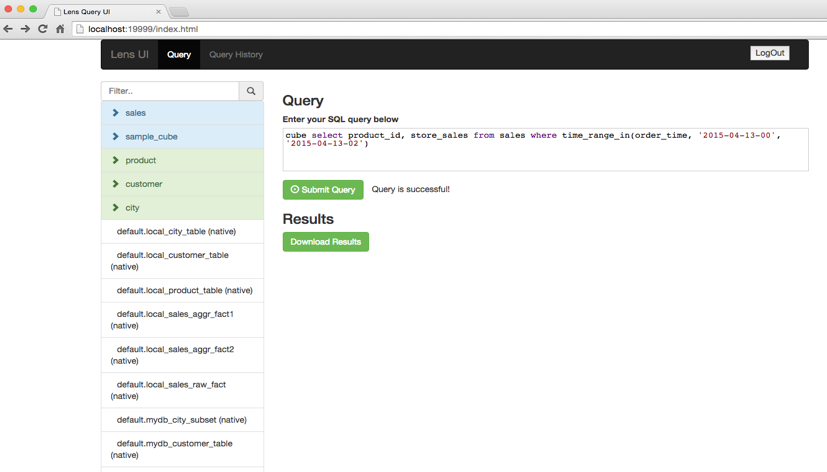 Lens Query UI
localhost:19999/index.html
Lens UI Query Query History LogOut
Filter..
sales
sample_cube
product
customer
city
default.local_city_table (native)
default.local_customer_table
(native)
default.local_product_table (native)
default.local_sales_aggr_fact1
(native)
default.local_sales_aggr_fact2
(native)
default.local_sales_raw_fact
(native)
default.mydb_city_subset (native)
default.mydb_customer_table
(native)
Query
Enter your SQL query below
cube select product_id, store_sales from sales where time_range_in(order_time, '2015-04-13-00',
'2015-04-13-02')
Submit Query Query is successful!
Results
Download Results